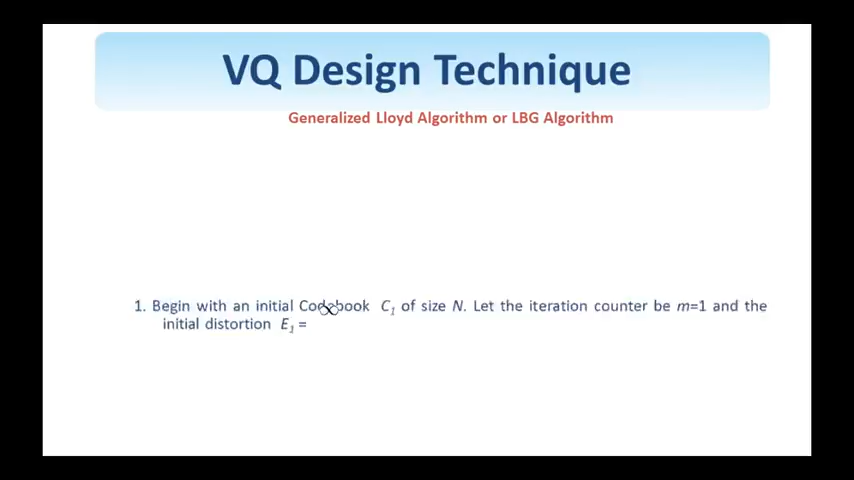 VQ Design Technique
Generalized Lloyd Algorithm or LBG Algorithm
1. Begin with an initial Codebook C1 of size N. Let the iteration counter be m=1 and the
initial distortion E1 =
∞